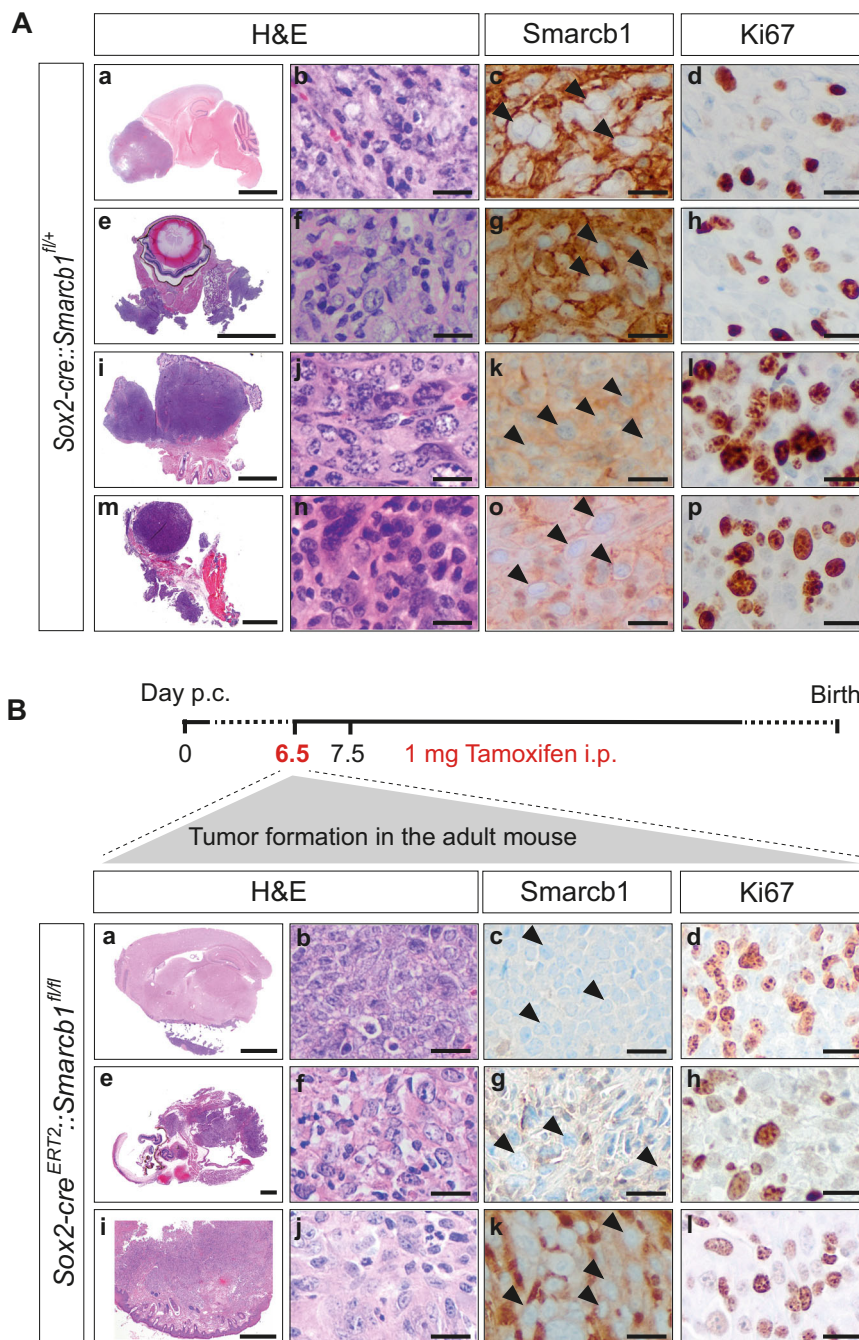 A
H&E
Smarcb1
Ki67
Sox2-cre::Smarcb1fl/+
a
b
c
d
e
f
g
h
i
j
k
l
m
n
o
p
B
Day p.c.
Birth
0
6.5
7.5
1 mg Tamoxifen i.p.
Tumor formation in the adult mouse
H&E
Smarcb1
Ki67
Sox2-creERT2::Smarcb1fl/fl
a
b
c
d
e
f
g
h
i
j
k
l